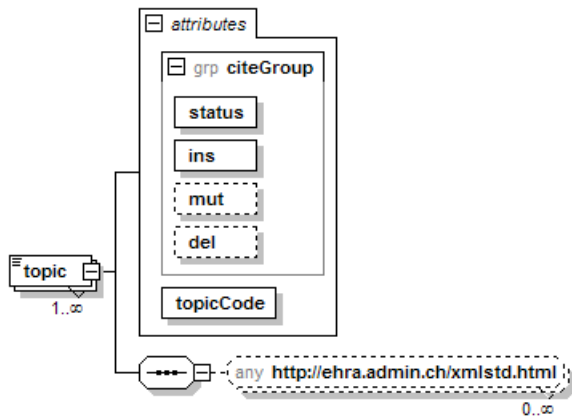 attributes
grp citeGroup
status
ins
mut
del
topic
1..∞
topicCode
any http://ehra.admin.ch/xmlstd.html
0..∞